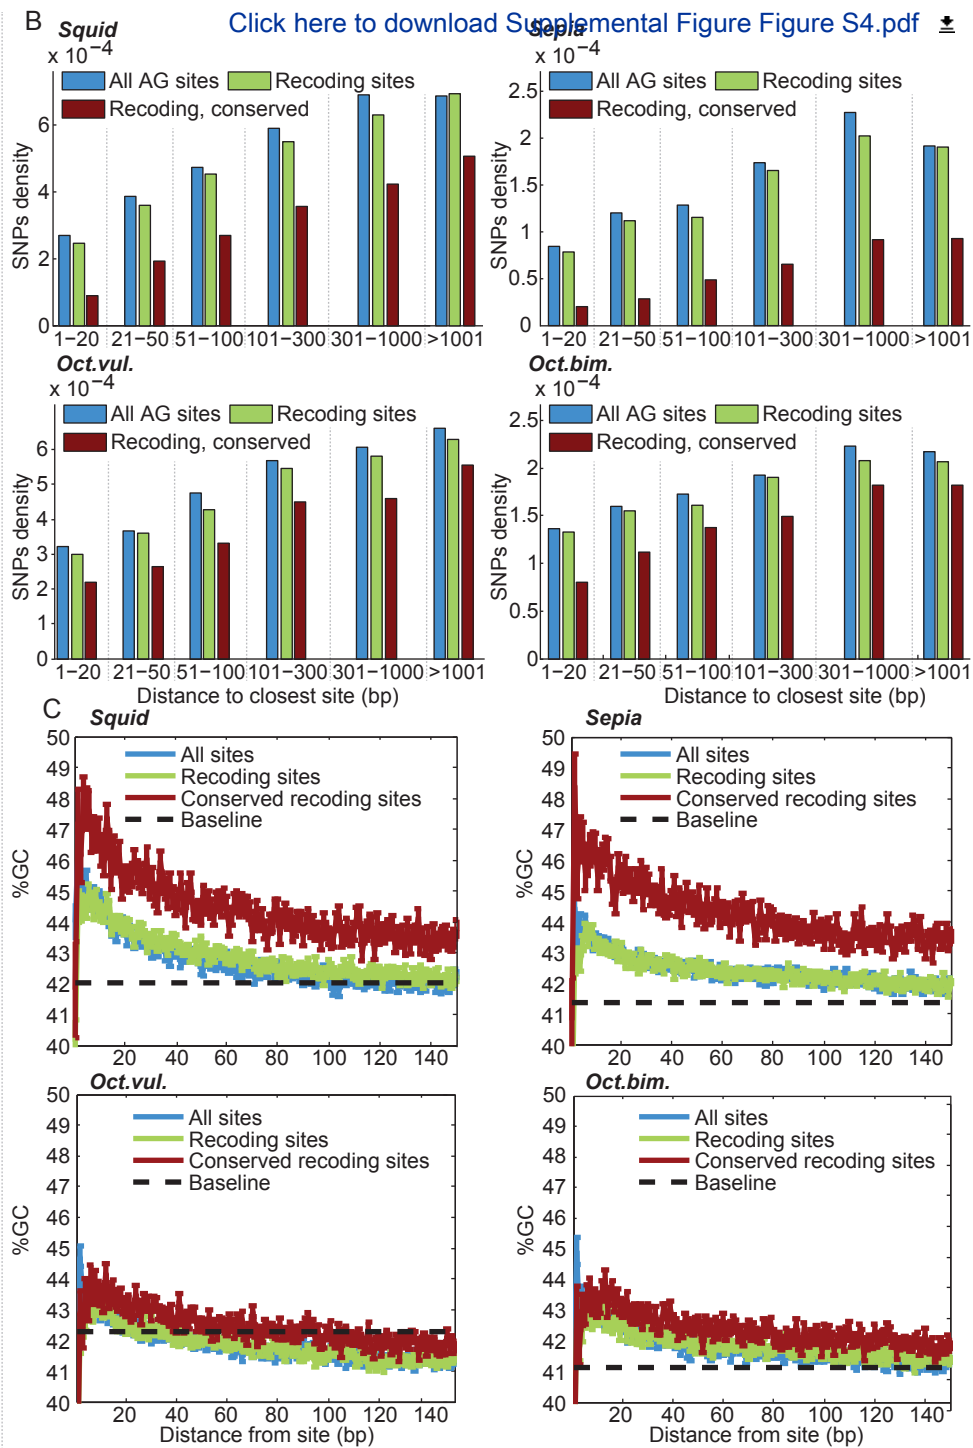 B Click here to download Supplemental Figure Figure S4.pdf
Squid
x 10⁻⁴
All AG sites Recoding sites
Recoding, conserved
6
4
2
0
SNPs density
1−20 21−50 51−100 101−300 301−1000 >1001
Sepia
x 10⁻⁴
All AG sites Recoding sites
Recoding, conserved
2.5
2
1.5
1
0.5
0
SNPs density
1−20 21−50 51−100 101−300 301−1000 >1001
Oct.vul.
x 10⁻⁴
All AG sites Recoding sites
Recoding, conserved
6
5
4
3
2
1
0
SNPs density
1−20 21−50 51−100 101−300 301−1000 >1001
Oct.bim.
x 10⁻⁴
All AG sites Recoding sites
Recoding, conserved
2.5
2
1.5
1
0.5
0
SNPs density
1−20 21−50 51−100 101−300 301−1000 >1001
Distance to closest site (bp)
C
Squid
All sites
Recoding sites
Conserved recoding sites
Baseline
50
49
48
47
46
45
44
43
42
41
40
%GC
20 40 60 80 100 120 140
Sepia
All sites
Recoding sites
Conserved recoding sites
Baseline
50
49
48
47
46
45
44
43
42
41
40
%GC
20 40 60 80 100 120 140
Oct.vul.
All sites
Recoding sites
Conserved recoding sites
Baseline
50
49
48
47
46
45
44
43
42
41
40
%GC
20 40 60 80 100 120 140
Distance from site (bp)
Oct.bim.
All sites
Recoding sites
Conserved recoding sites
Baseline
50
49
48
47
46
45
44
43
42
41
40
%GC
20 40 60 80 100 120 140
Distance from site (bp)